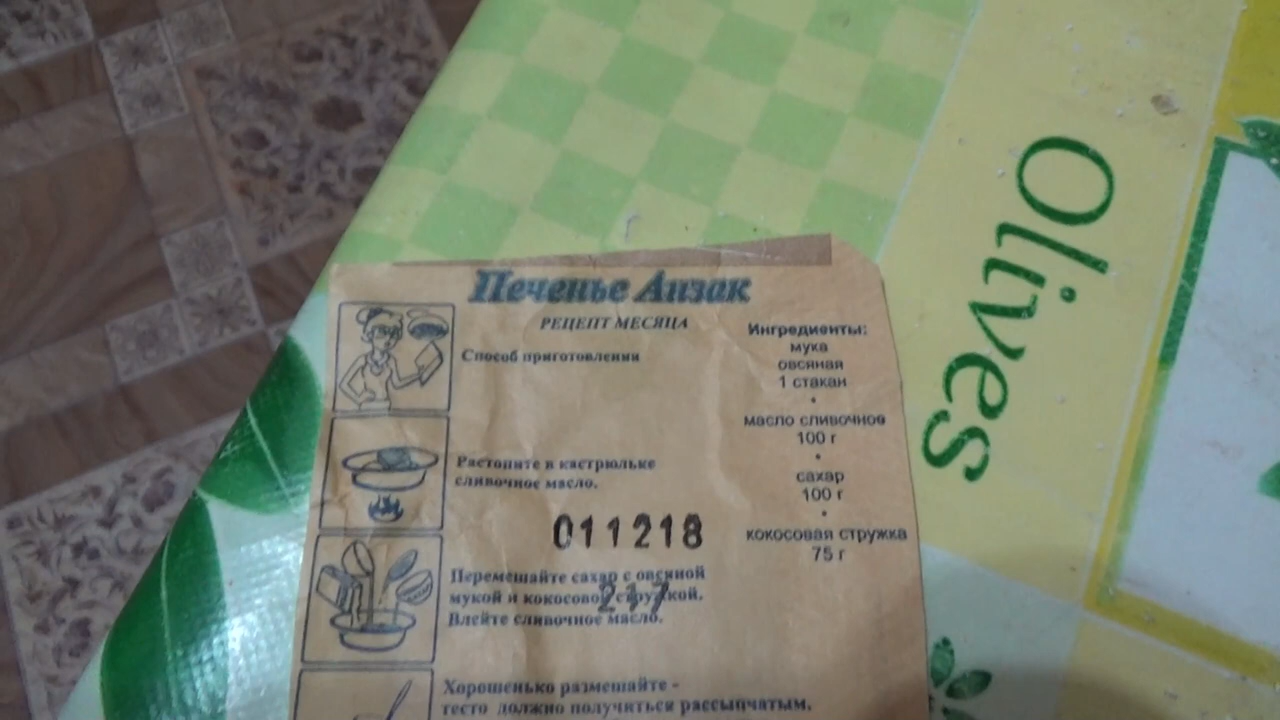 Печенье Анзак
РЕЦЕПТ МЕСЯЦА
Способ приготовления
Растопите в кастрюльке
сливочное масло.
011218
Перемешайте сахар с овсяной
мукой и кокосовой стружкой.
Влейте сливочное масло.
217
Хорошенько размешайте -
тесто должно получиться рассыпчатым.
Ингредиенты:
мука
овсяная
1 стакан
•
масло сливочное
100 г
•
сахар
100 г
•
кокосовая стружка
75 г
Olives